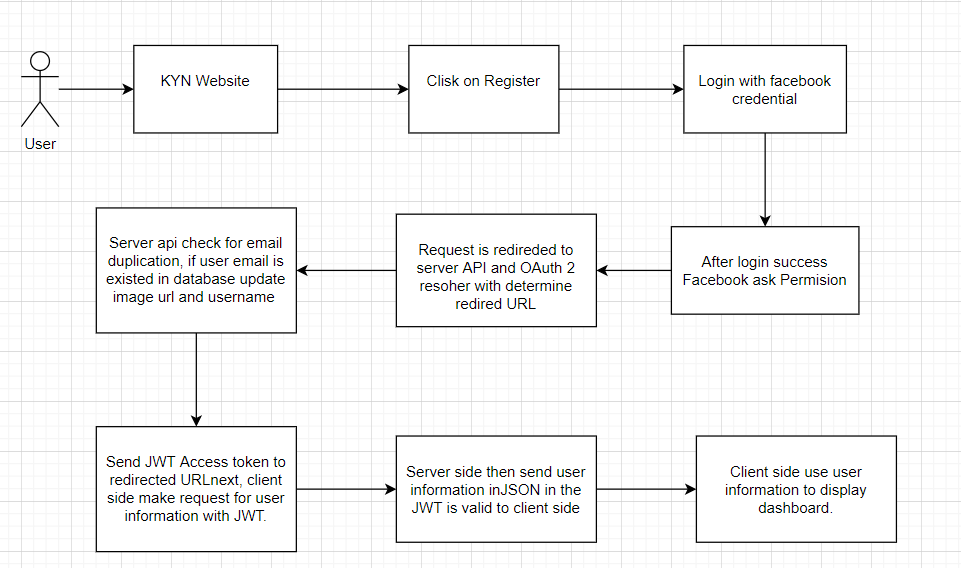 User
KYN Website
Clisk on Register
Login with facebook
credential
After login success
Facebook ask Permision
Request is redireded to
server API and OAuth 2
resoher with determine
redired URL
Server api check for email
duplication, if user email is
existed in database update
image url and username
Send JWT Access token to
redirected URLnext, client
side make request for user
information with JWT.
Server side then send user
information inJSON in the
JWT is valid to client side
Client side use user
information to display
dashboard.